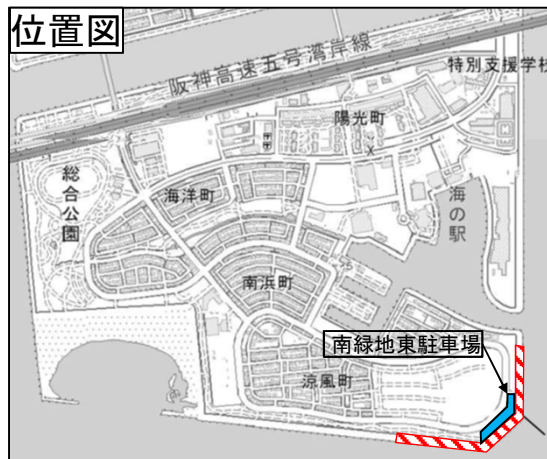 位置図
阪神高速五号湾岸線
特別支援学校
陽光町
総合公園
海洋町
海の駅
南浜町
南緑地東駐車場
涼風町